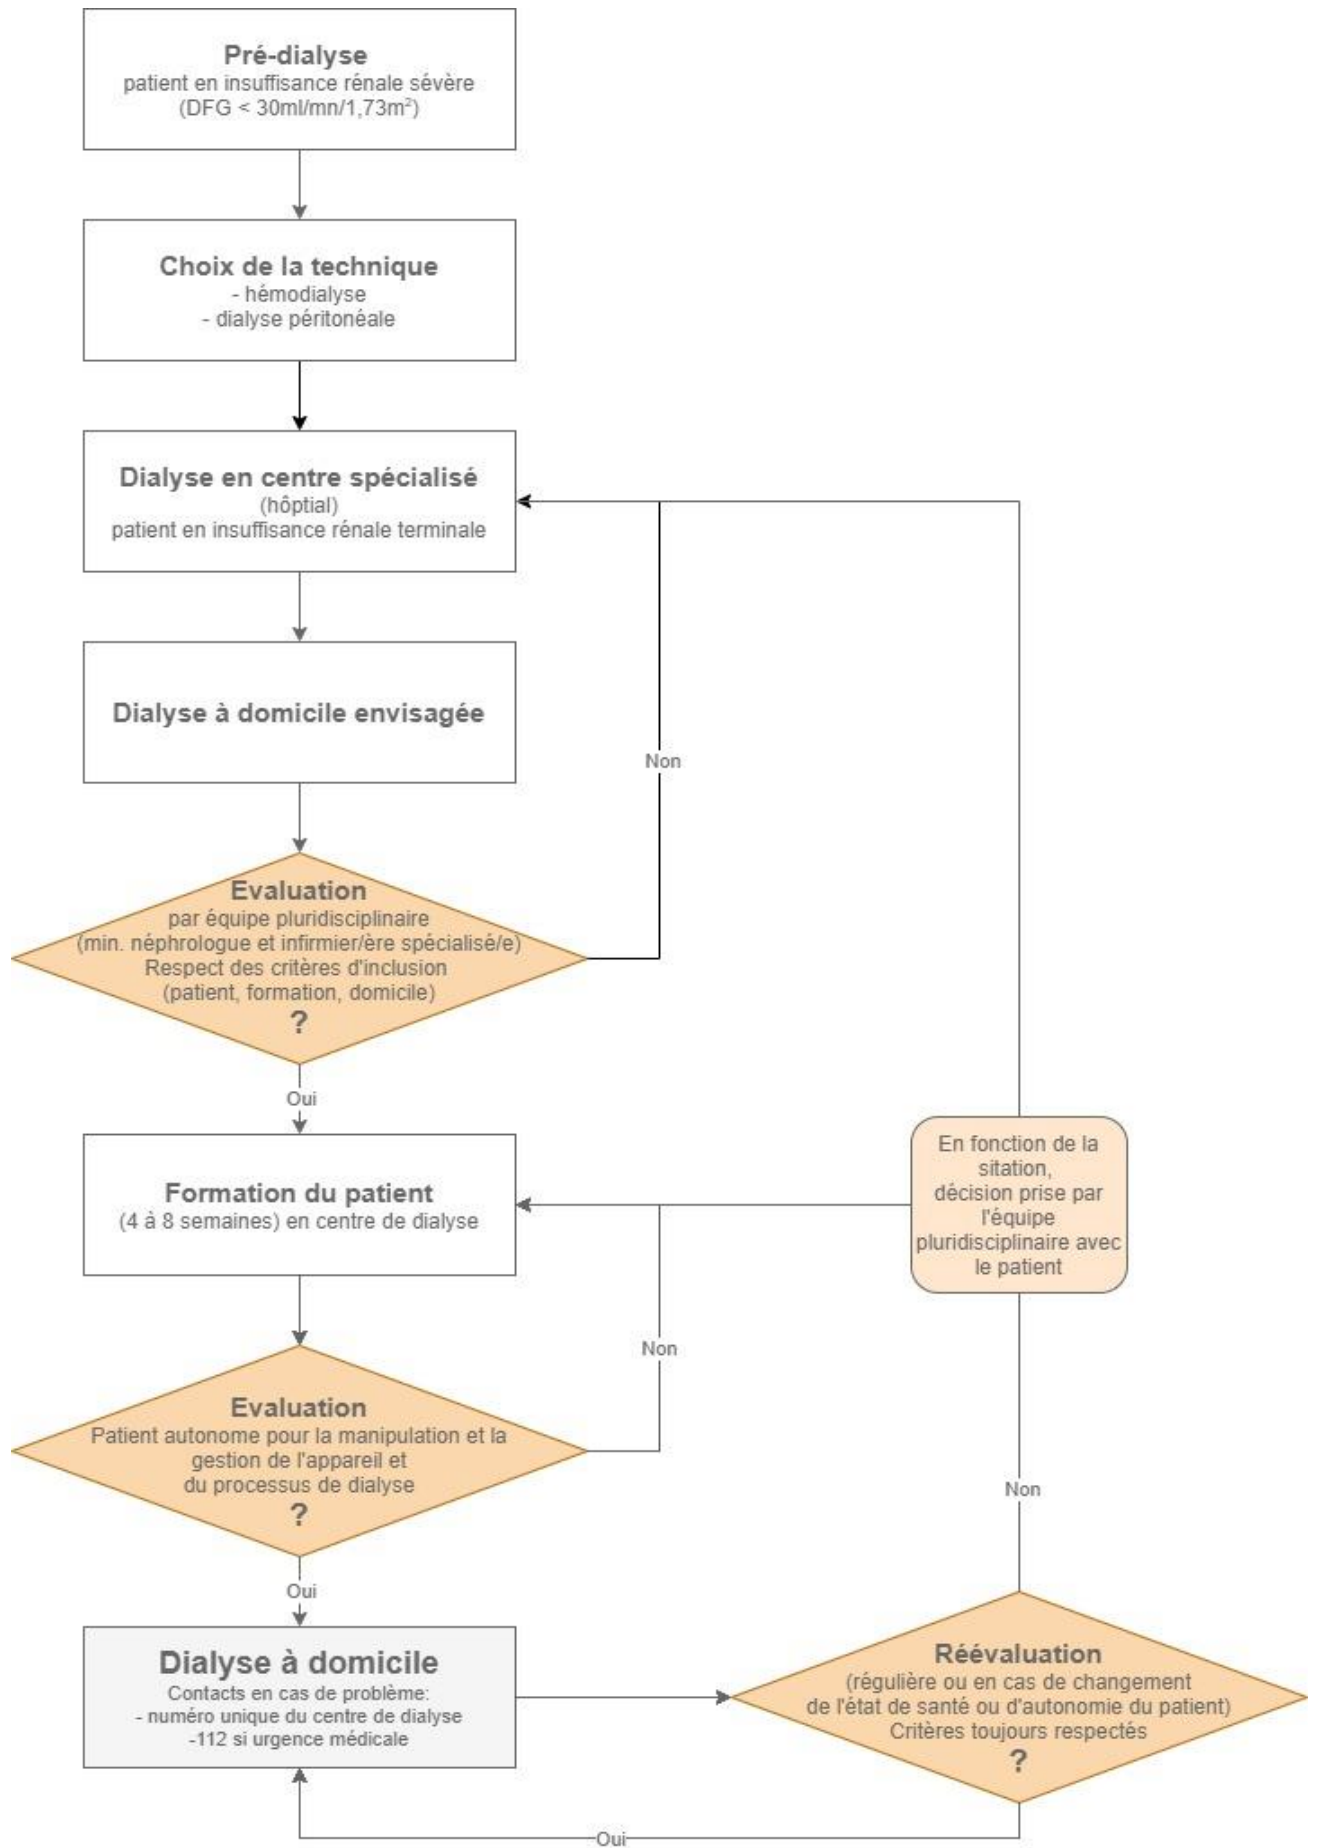 Pré-dialyse
patient en insuffisance rénale sévère
(DFG < 30ml/mn/1,73m²)
Choix de la technique
- hémodialyse
- dialyse péritonéale
Dialyse en centre spécialisé
(hôptial)
patient en insuffisance rénale terminale
Dialyse à domicile envisagée
Non
Evaluation
par équipe pluridisciplinaire
(min. néphrologue et infirmier/ère spécialisé/e)
Respect des critères d'inclusion
(patient, formation, domicile)
?
Oui
Formation du patient
(4 à 8 semaines) en centre de dialyse
En fonction de la
sitation,
décision prise par
l'équipe
pluridisciplinaire avec
le patient
Non
Evaluation
Patient autonome pour la manipulation et la
gestion de l'appareil et
du processus de dialyse
?
Non
Oui
Dialyse à domicile
Contacts en cas de problème:
- numéro unique du centre de dialyse
-112 si urgence médicale
Réévaluation
(régulière ou en cas de changement
de l'état de santé ou d'autonomie du patient)
Critères toujours respectés
?
Oui